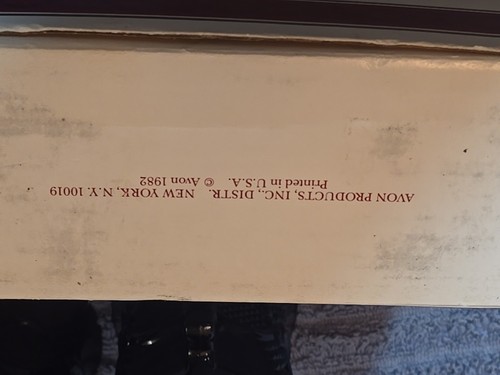 AVON PRODUCTS, INC., DISTR. NEW YORK, N.Y. 10019
Printed in U.S.A. © Avon 1982